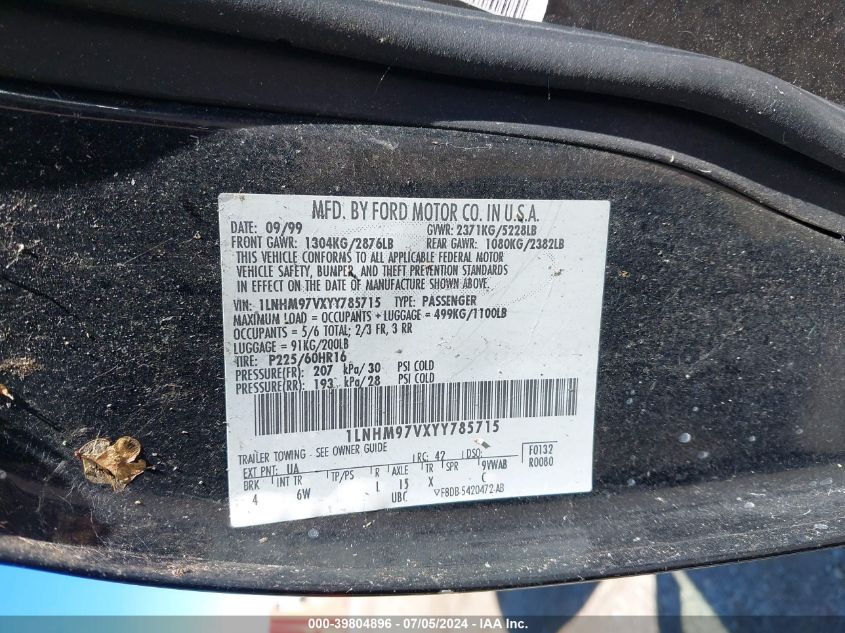 MFD. BY FORD MOTOR CO. IN U.S.A.
DATE: 09/99 GVWR: 2371KG/5228LB
FRONT GAWR: 1304KG/2876LB REAR GAWR: 1080KG/2382LB
THIS VEHICLE CONFORMS TO ALL APPLICABLE FEDERAL MOTOR
VEHICLE SAFETY, BUMPER, AND THEFT PREVENTION STANDARDS
IN EFFECT ON THE DATE OF MANUFACTURE SHOWN ABOVE.
VIN: 1LNHM97VXYY785715 TYPE: PASSENGER
MAXIMUM LOAD = OCCUPANTS + LUGGAGE = 499KG/1100LB
OCCUPANTS = 5/6 TOTAL; 2/3 FR, 3 RR
LUGGAGE = 91KG/200LB
TIRE: P225/60HR16
PRESSURE(FR) 207 kPa/30 PSI COLD
PRESSURE(RR) 193 kPa/28 PSI COLD
1LNHM97VXYY785715
TRAILER TOWING - SEE OWNER GUIDE
EXT PNT: UA RC: 42 DSO: F0132
BRK INT TR TP/PS R AXLE TR SPR 9VWAB R0080
4 6W L 15 X C
UBC F8DB-5420472-AB
000-39804896 - 07/05/2024 - IAA Inc.